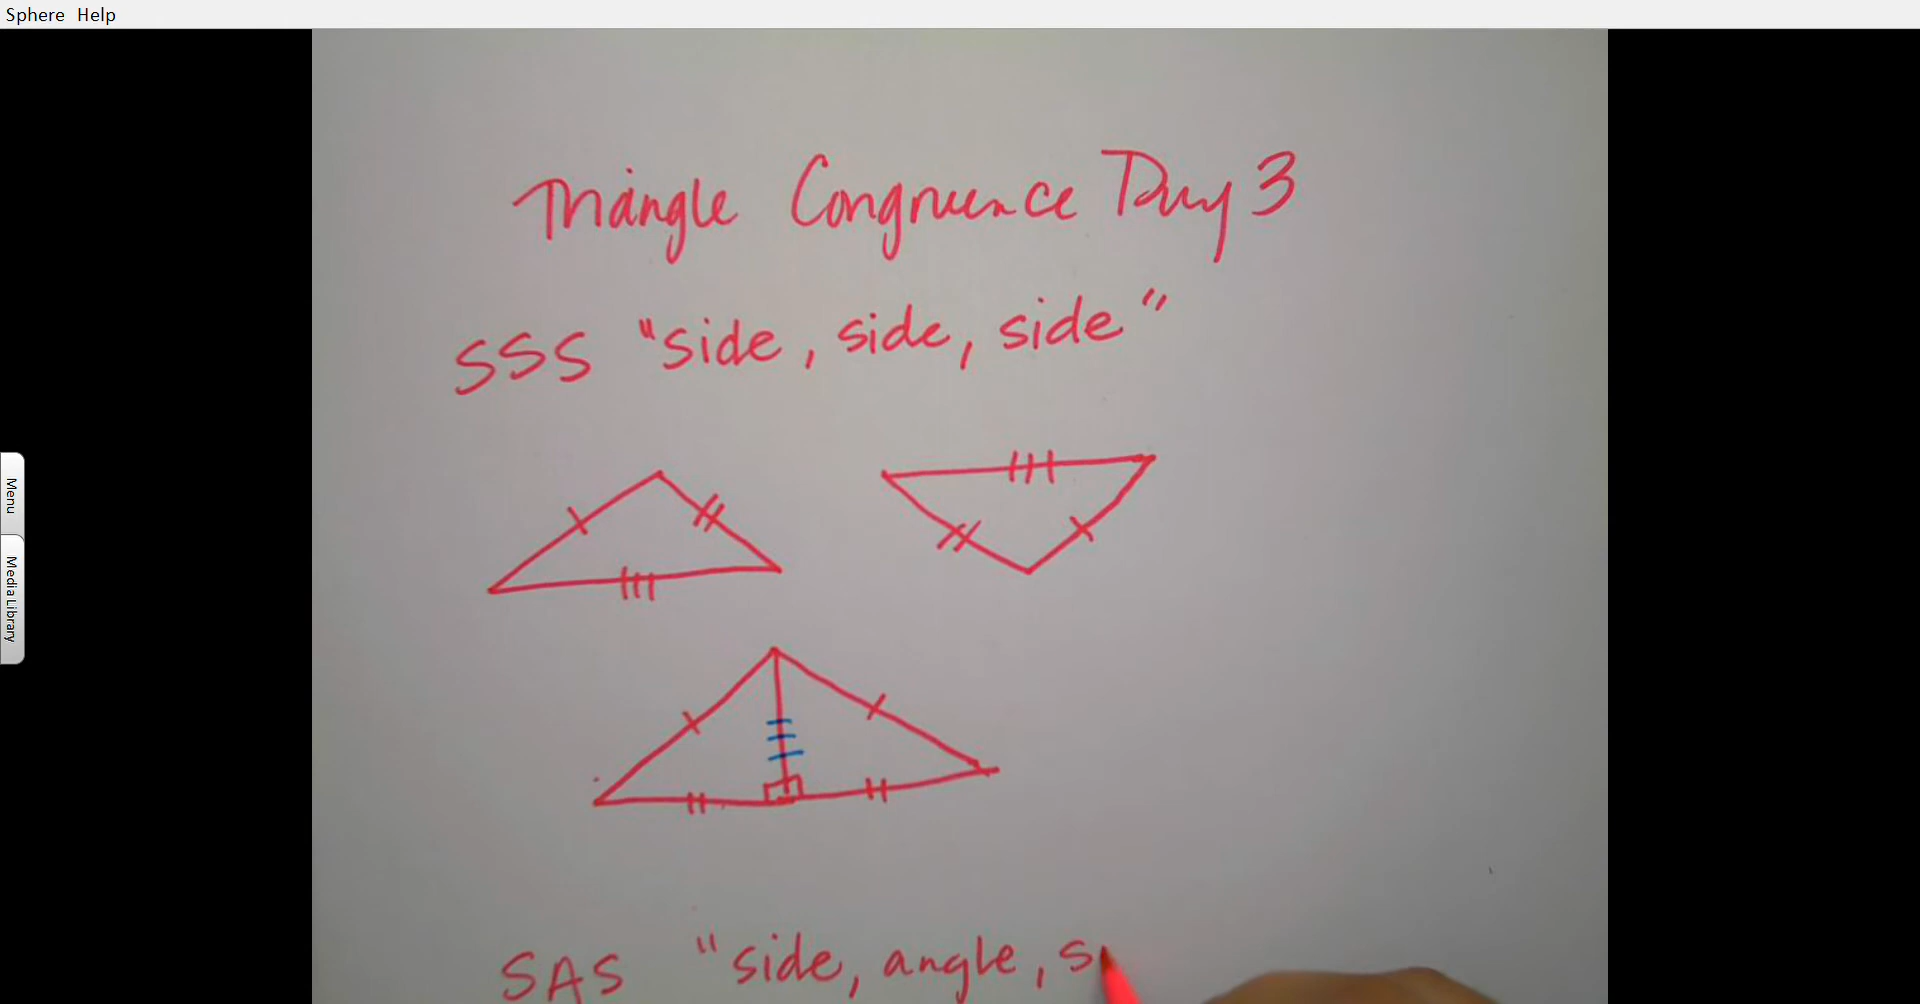 Sphere Help
Triangle Congruence Day 3
SSS "side, side, side"
Menu
Media Library
SAS "side, angle, s